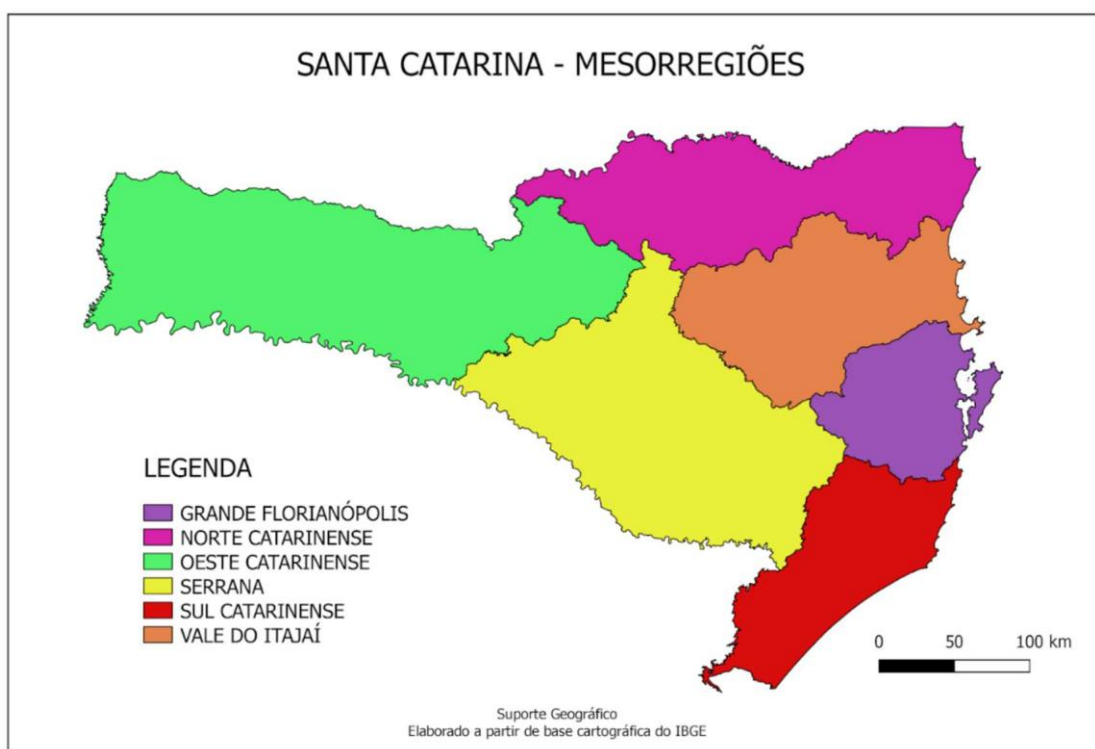 SANTA CATARINA - MESORREGIÕES
LEGENDA
GRANDE FLORIANÓPOLIS
NORTE CATARINENSE
OESTE CATARINENSE
SERRANA
SUL CATARINENSE
VALE DO ITAJAÍ
0 50 100 km
Suporte Geográfico
Elaborado a partir de base cartográfica do IBGE